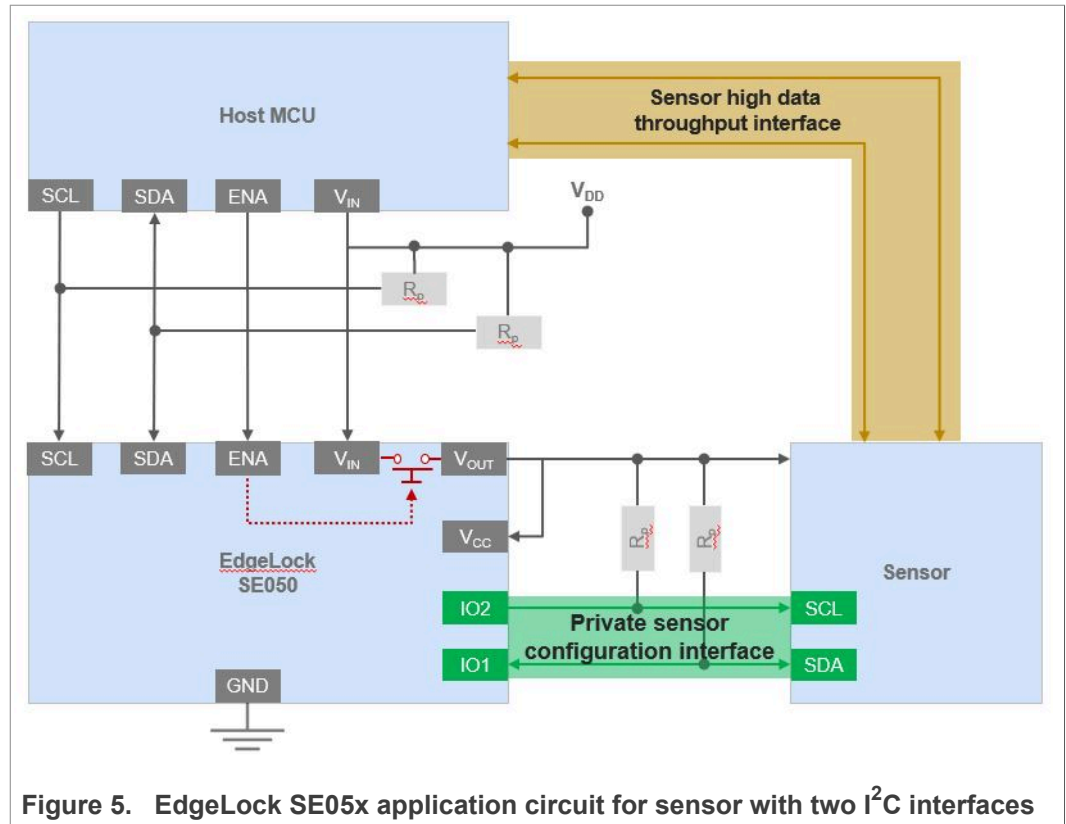 Host MCU
Sensor high data
throughput interface
SCL
SDA
ENA
VIN
VDD
Rp
Rp
SCL
SDA
ENA
VIN
VOUT
VCC
EdgeLock
SE050
Rp
Rp
Sensor
IO2
Private sensor
configuration interface
SCL
IO1
SDA
GND
Figure 5. EdgeLock SE05x application circuit for sensor with two I²C interfaces